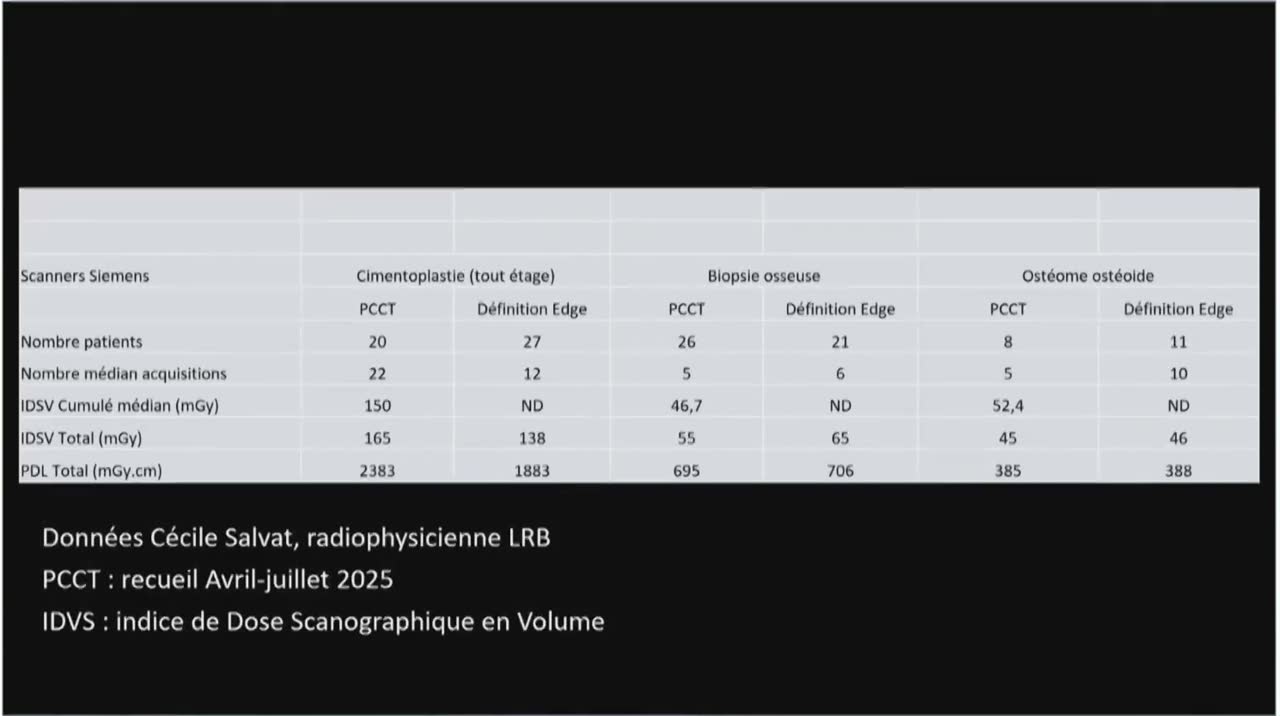 Scanners Siemens Cimentoplastie (tout étage) Biopsie osseuse Ostéome ostéoide
PCCT Définition Edge PCCT Définition Edge PCCT Définition Edge
Nombre patients 20 27 26 21 8 11
Nombre médian acquisitions 22 12 5 6 5 10
IDSV Cumulé médian (mGy) 150 ND 46,7 ND 52,4 ND
IDSV Total (mGy) 165 138 55 65 45 46
PDL Total (mGy.cm) 2383 1883 695 706 385 388
Données Cécile Salvat, radiophysicienne LRB
PCCT : recueil Avril-juillet 2025
IDVS : indice de Dose Scanographique en Volume